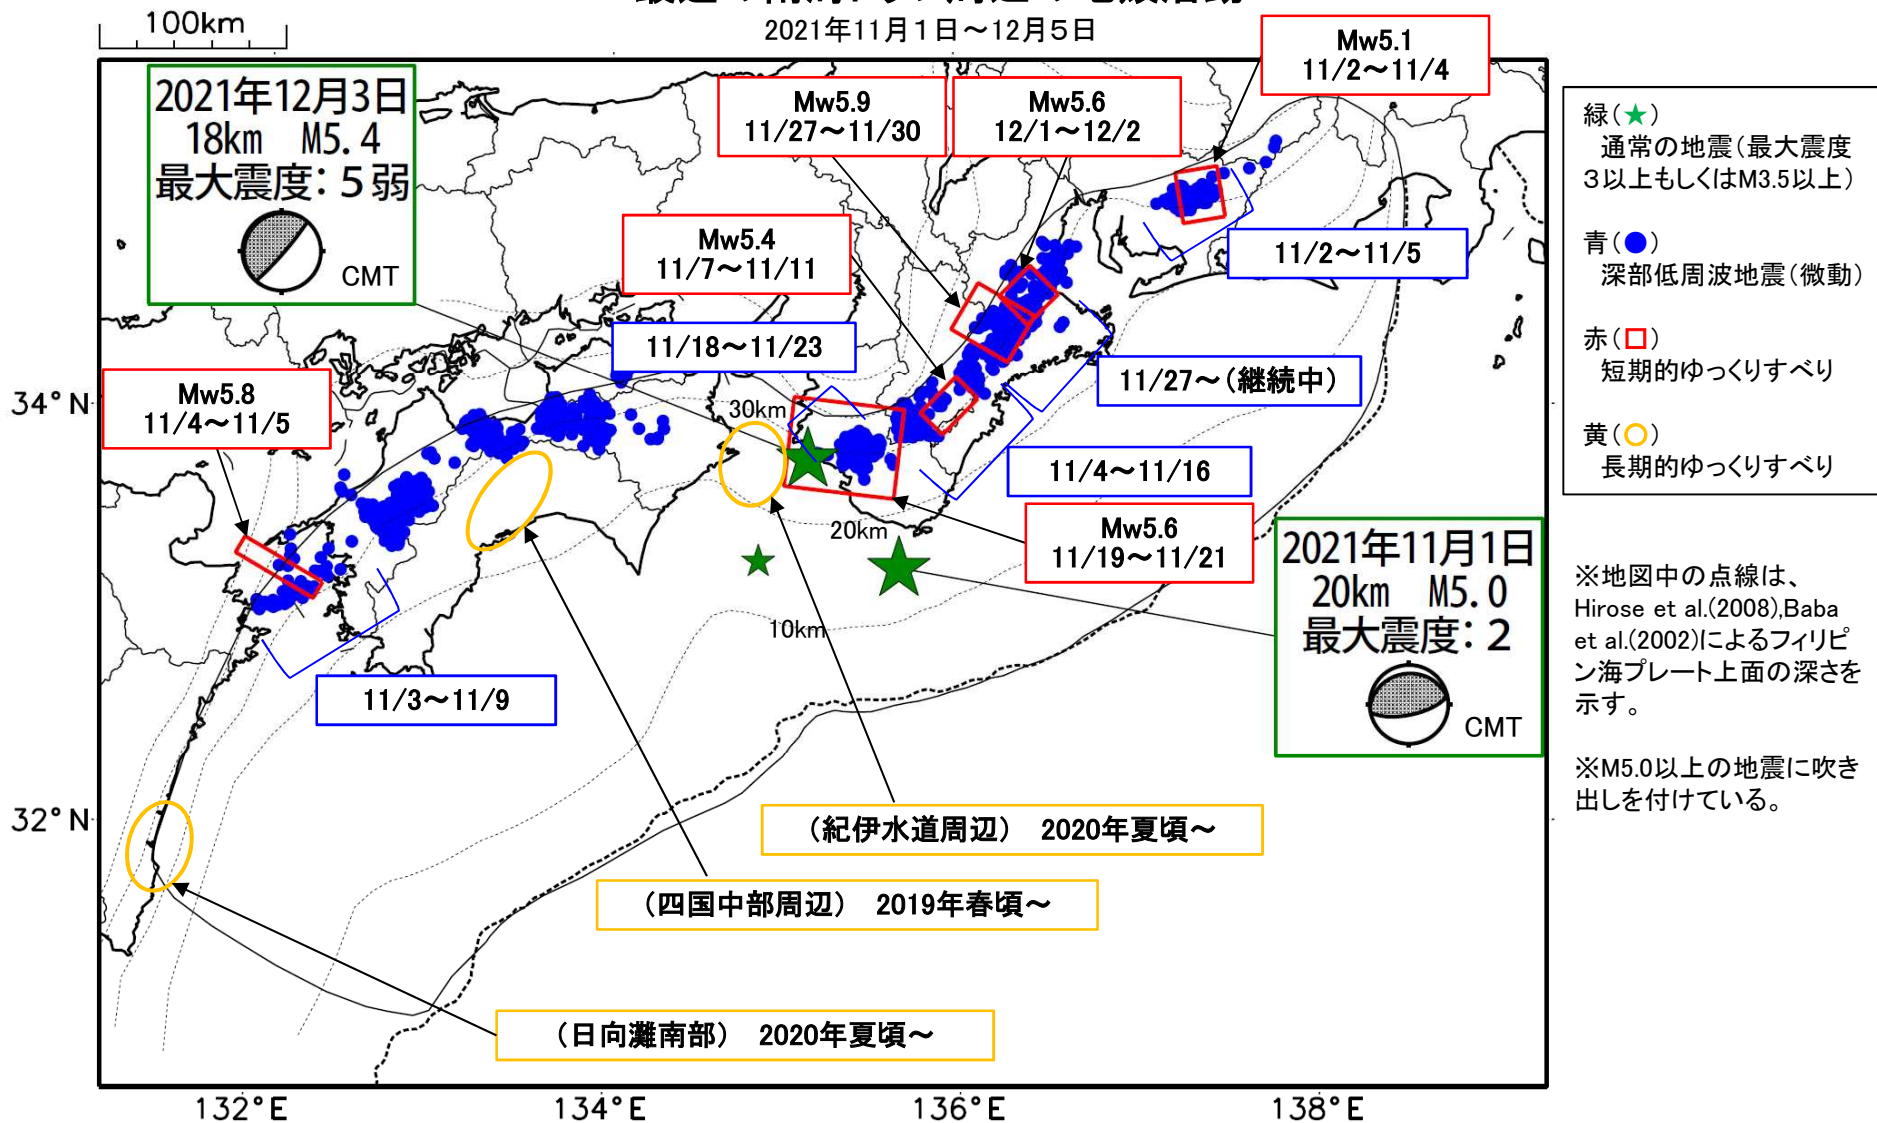 2021年11月1日～12月5日
100km
2021年12月3日
18km M5.4
最大震度：5弱
CMT
Mw5.9
11/27～11/30
Mw5.6
12/1～12/2
Mw5.1
11/2～11/4
Mw5.4
11/7～11/11
11/2～11/5
11/18～11/23
11/27～（継続中）
Mw5.8
11/4～11/5
30km
11/4～11/16
20km
Mw5.6
11/19～11/21
10km
11/3～11/9
2021年11月1日
20km M5.0
最大震度：2
CMT
（紀伊水道周辺） 2020年夏頃～
（四国中部周辺） 2019年春頃～
（日向灘南部） 2020年夏頃～
34°N
32°N
132°E
134°E
136°E
138°E
緑（★）
通常の地震（最大震度
３以上もしくはM3.5以上）
青（●）
深部低周波地震（微動）
赤（□）
短期的ゆっくりすべり
黄（○）
長期的ゆっくりすべり
※地図中の点線は、
Hirose et al.(2008),Baba
et al.(2002)によるフィリピ
ン海プレート上面の深さを
示す。
※M5.0以上の地震に吹き
出しを付けている。